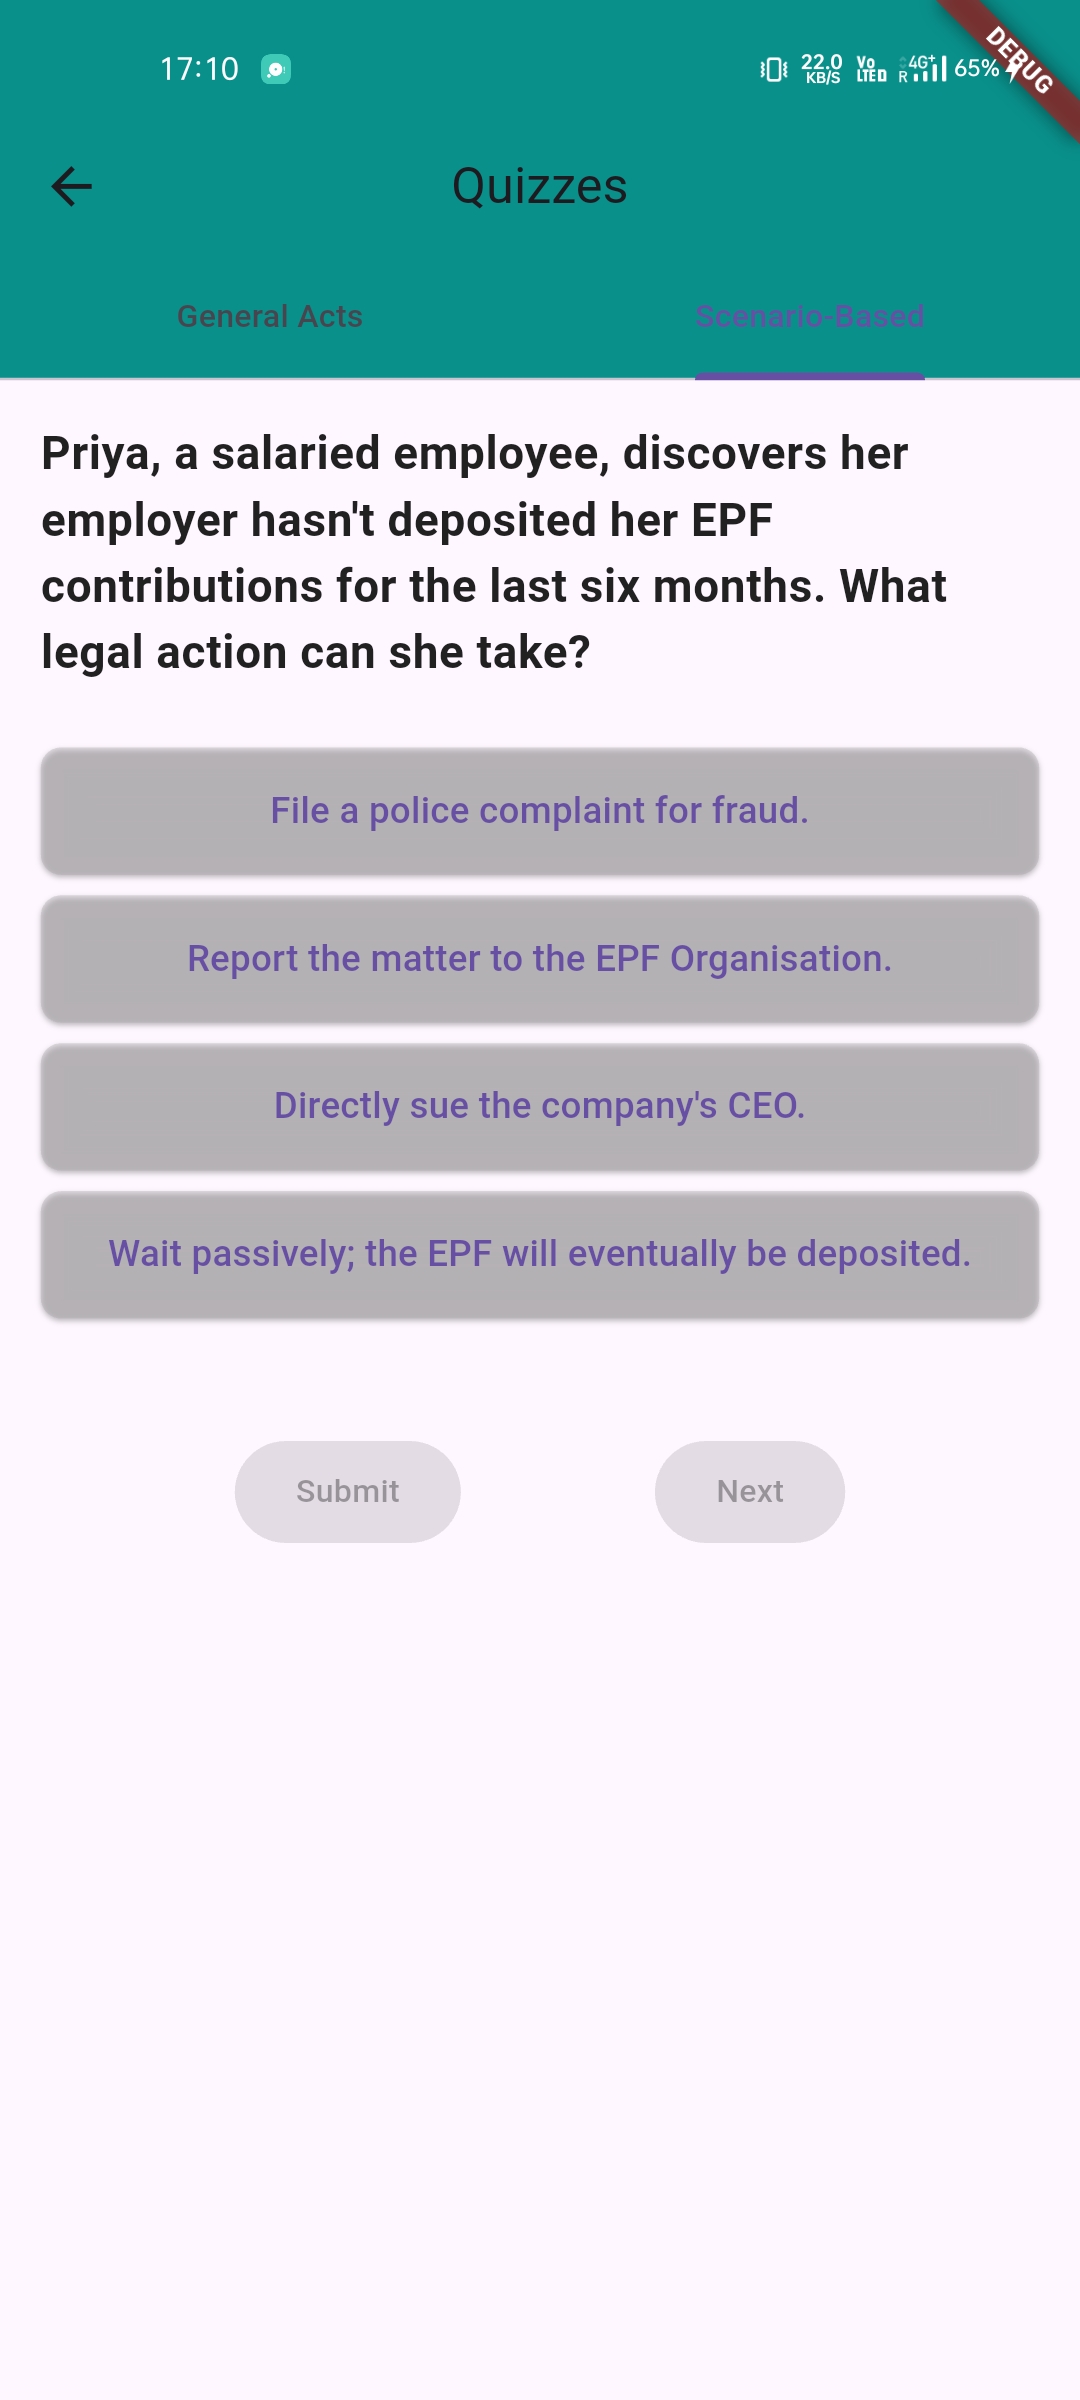 17:10
22.0
KB/S
Vo
LTE
4G+
R
65%
DEBUG
Quizzes
General Acts
Scenario-Based
Priya, a salaried employee, discovers her
employer hasn't deposited her EPF
contributions for the last six months. What
legal action can she take?
File a police complaint for fraud.
Report the matter to the EPF Organisation.
Directly sue the company's CEO.
Wait passively; the EPF will eventually be deposited.
Submit
Next